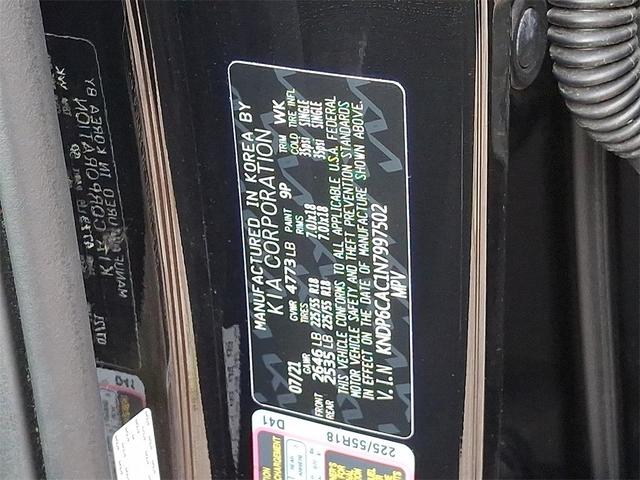 MANUFACTURED IN KOREA BY
KIA CORPORATION
07/21 GVWR 4773 LB PAINT 9P TRIM WK
GAWR TIRES RIMS COLD TIRE INFL
FRONT 2646 LB 225/55 R18 7.0Jx18 35psi SINGLE
REAR 2535 LB 225/55 R18 7.0Jx18 35psi SINGLE
THIS VEHICLE CONFORMS TO ALL APPLICABLE U.S.A. FEDERAL
MOTOR VEHICLE SAFETY AND THEFT PREVENTION STANDARDS
IN EFFECT ON THE DATE OF MANUFACTURE SHOWN ABOVE.
V.I.N KNDP6CAC1N7997502
MPV
D41
225/55R18